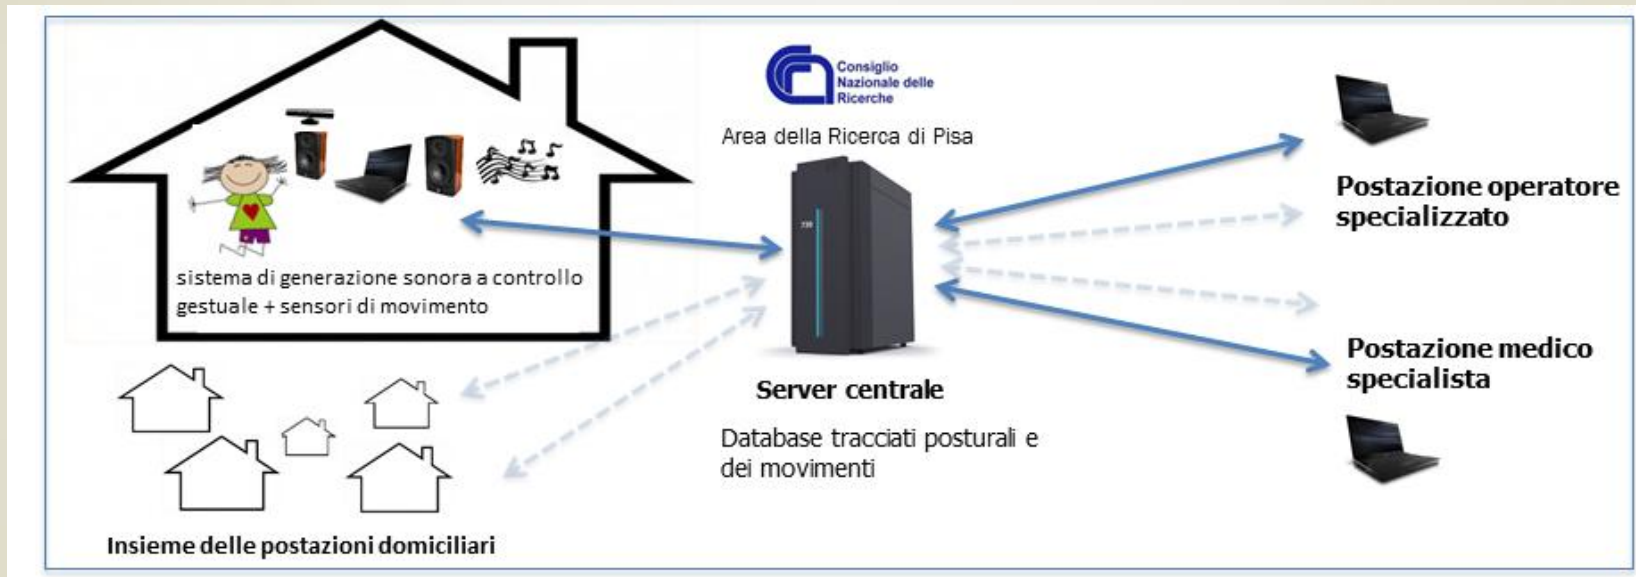 Consiglio
Nazionale delle
Ricerche
Area della Ricerca di Pisa
sistema di generazione sonora a controllo
gestuale + sensori di movimento
Insieme delle postazioni domiciliari
Server centrale
Database tracciati posturali e
dei movimenti
Postazione operatore
specializzato
Postazione medico
specialista